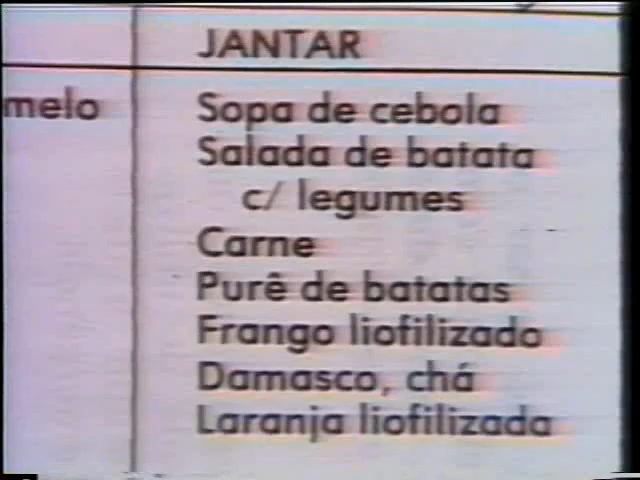 JANTAR
melo
Sopa de cebola
Salada de batata
c/ legumes
Carne
Purê de batatas
Frango liofilizado
Damasco, chá
Laranja liofilizada